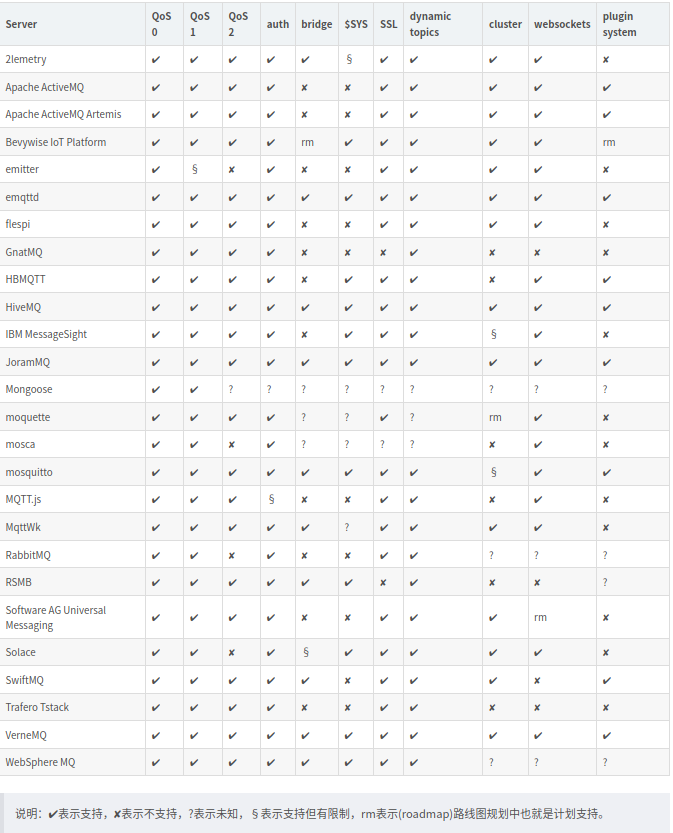 Server QoS 0 QoS 1 QoS 2 auth bridge $SYS SSL dynamic topics cluster websockets plugin system
2lemetry ✔ ✔ ✔ ✔ ✔ § ✔ ✔ ✔ ✔ ✘
Apache ActiveMQ ✔ ✔ ✔ ✔ ✘ ✘ ✔ ✔ ✔ ✔ ✔
Apache ActiveMQ Artemis ✔ ✔ ✔ ✔ ✘ ✘ ✔ ✔ ✔ ✔ ✔
Bevywise IoT Platform ✔ ✔ ✔ ✔ rm ✔ ✔ ✔ ✔ ✔ rm
emitter ✔ § ✘ ✔ ✘ ✘ ✔ ✔ ✔ ✔ ✘
emqttd ✔ ✔ ✔ ✔ ✔ ✔ ✔ ✔ ✔ ✔ ✔
flespi ✔ ✔ ✔ ✔ ✘ ✘ ✔ ✔ ✔ ✔ ✘
GnatMQ ✔ ✔ ✔ ✔ ✘ ✘ ✘ ✔ ✘ ✘ ✘
HBMQTT ✔ ✔ ✔ ✔ ✘ ✔ ✔ ✔ ✘ ✔ ✔
HiveMQ ✔ ✔ ✔ ✔ ✔ ✔ ✔ ✔ ✔ ✔ ✔
IBM MessageSight ✔ ✔ ✔ ✔ ✘ ✔ ✔ ✔ § ✔ ✘
JoramMQ ✔ ✔ ✔ ✔ ✔ ✔ ✔ ✔ ✔ ✔ ✔
Mongoose ✔ ✔ ? ? ? ? ? ? ? ? ?
moquette ✔ ✔ ✔ ✔ ? ? ✔ ? rm ✔ ✘
mosca ✔ ✔ ✘ ✔ ? ? ? ? ✘ ✔ ✘
mosquitto ✔ ✔ ✔ ✔ ✔ ✔ ✔ ✔ § ✔ ✔
MQTT.js ✔ ✔ ✔ § ✘ ✘ ✔ ✔ ✘ ✔ ✘
MqttWk ✔ ✔ ✔ ✔ ✔ ? ✔ ✔ ✔ ✔ ✘
RabbitMQ ✔ ✔ ✘ ✔ ✘ ✘ ✔ ✔ ? ? ?
RSMB ✔ ✔ ✔ ✔ ✔ ✔ ✘ ✔ ✘ ✘ ?
Software AG Universal Messaging ✔ ✔ ✔ ✔ ✘ ✘ ✔ ✔ ✔ rm ✘
Solace ✔ ✔ ✘ ✔ § ✔ ✔ ✔ ✔ ✔ ✘
SwiftMQ ✔ ✔ ✔ ✔ ✔ ✘ ✔ ✔ ✔ ✘ ✔
Trafero Tstack ✔ ✔ ✔ ✔ ✘ ✘ ✔ ✔ ✘ ✘ ✘
VerneMQ ✔ ✔ ✔ ✔ ✔ ✔ ✔ ✔ ✔ ✔ ✔
WebSphere MQ ✔ ✔ ✔ ✔ ✔ ✔ ✔ ✔ ? ? ?
说明：✔表示支持，✘表示不支持，?表示未知，§表示支持但有限制，rm表示(roadmap)路线图规划中也就是计划支持。